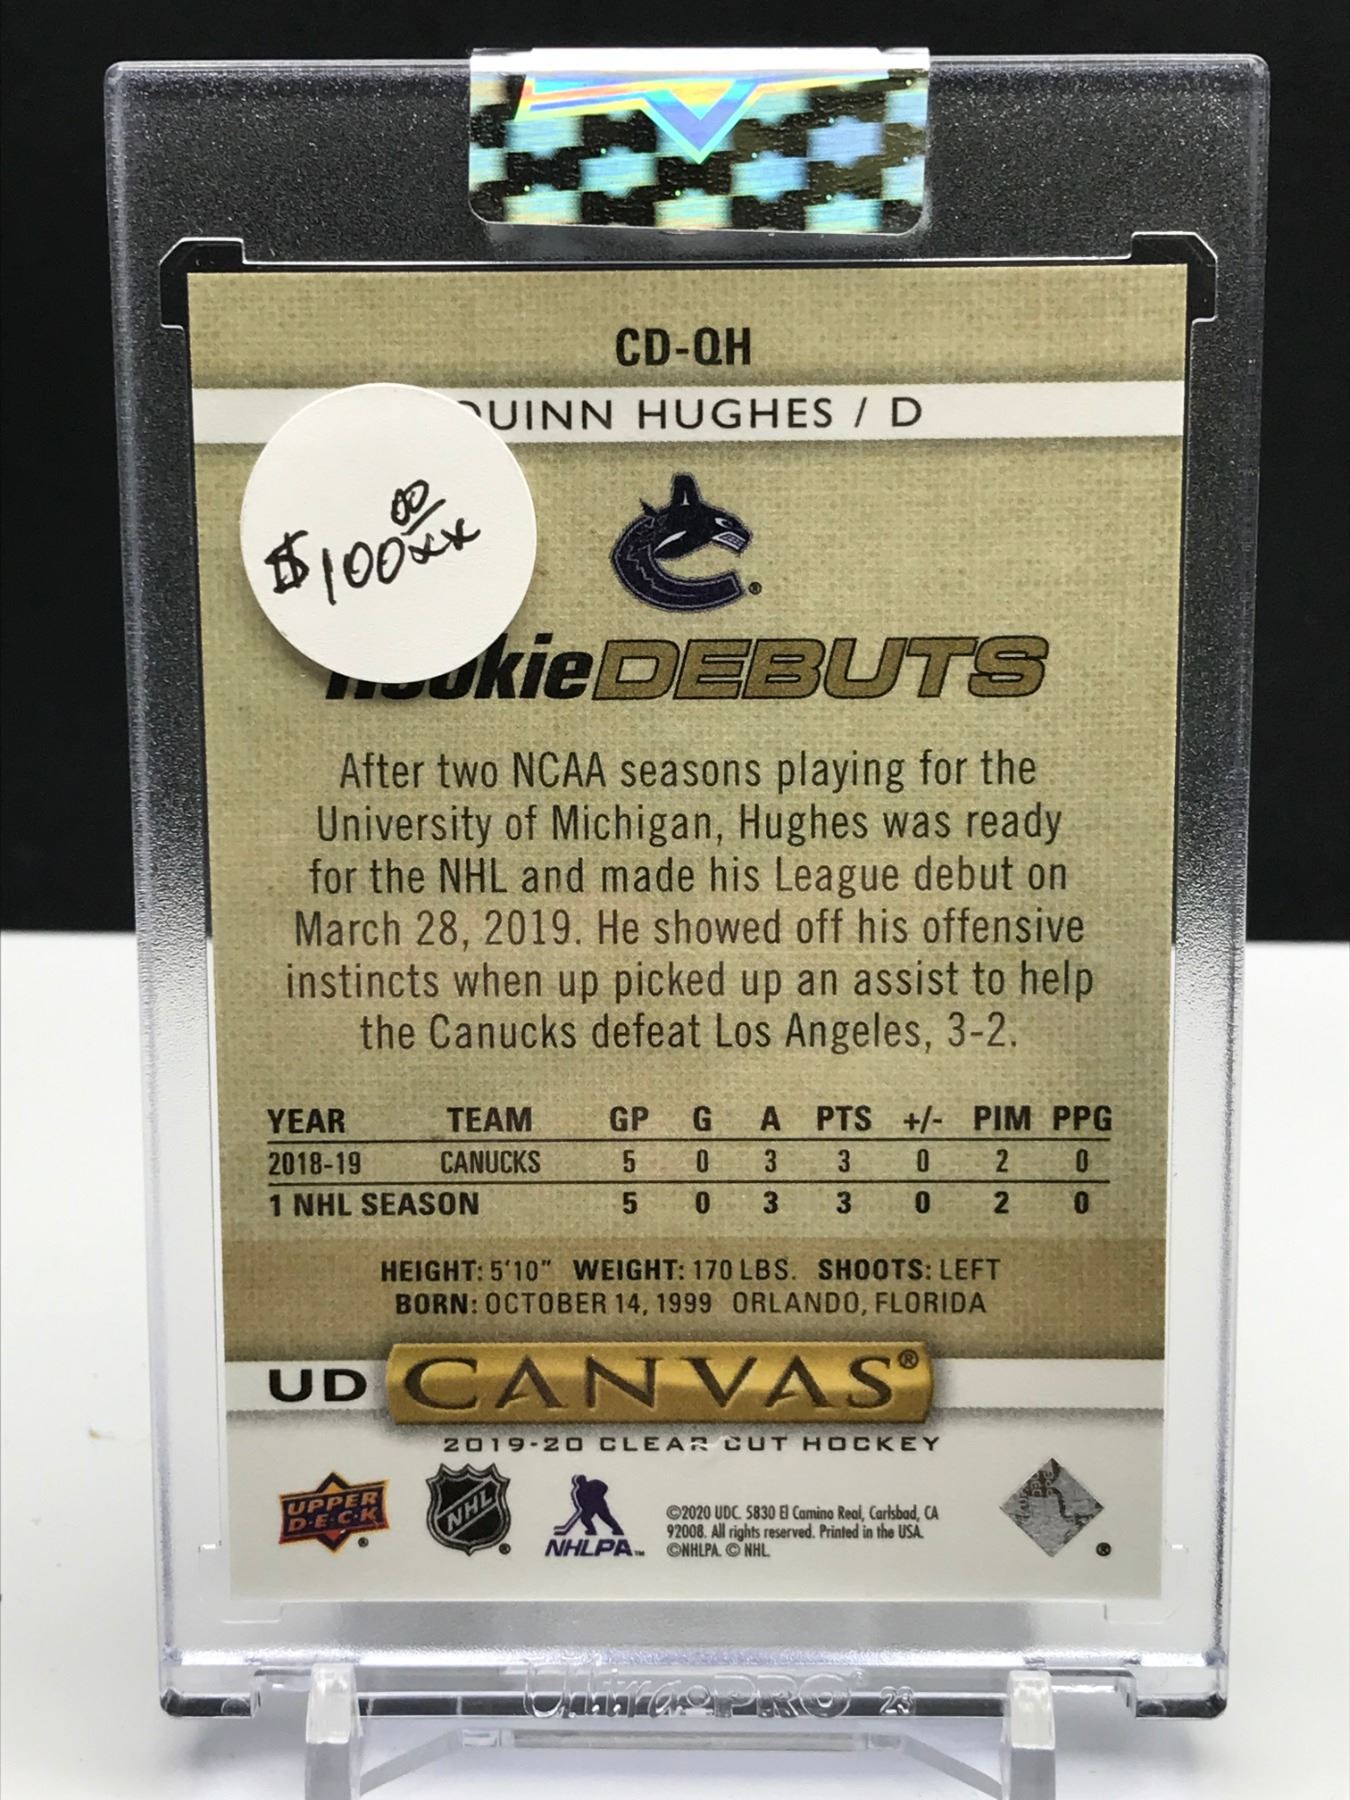 CD-QH
UINN HUGHES / D
$100 00 xx
kieDEBUTS
After two NCAA seasons playing for the
University of Michigan, Hughes was ready
for the NHL and made his League debut on
March 28, 2019. He showed off his offensive
instincts when up picked up an assist to help
the Canucks defeat Los Angeles, 3-2.
YEAR TEAM GP G A PTS +/- PIM PPG
2018-19 CANUCKS 5 0 3 3 0 2 0
1 NHL SEASON 5 0 3 3 0 2 0
HEIGHT: 5'10" WEIGHT: 170 LBS. SHOOTS: LEFT
BORN: OCTOBER 14, 1999 ORLANDO, FLORIDA
UD CANVAS®
2019-20 CLEAR CUT HOCKEY
UPPER
D·E·C·K ®
NHL ®
NHLPA™
©2020 UDC. 5830 El Camino Real, Carlsbad, CA
92008. All rights reserved. Printed in the USA.
©NHLPA. © NHL.
®
Ultra·PRO® 23